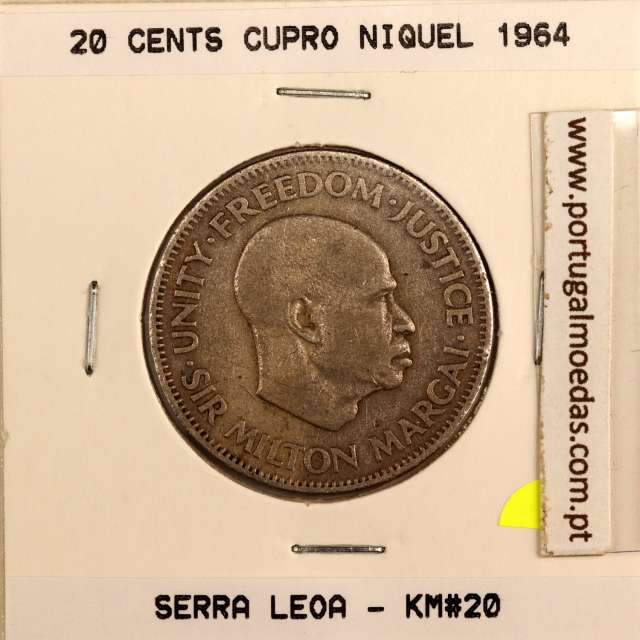 20 CENTS CUPRO NIQUEL 1964
UNITY · FREEDOM · JUSTICE ·
· SIR MILTON MARGAI
www.portugalmoedas.com.pt
SERRA LEOA - KM#20